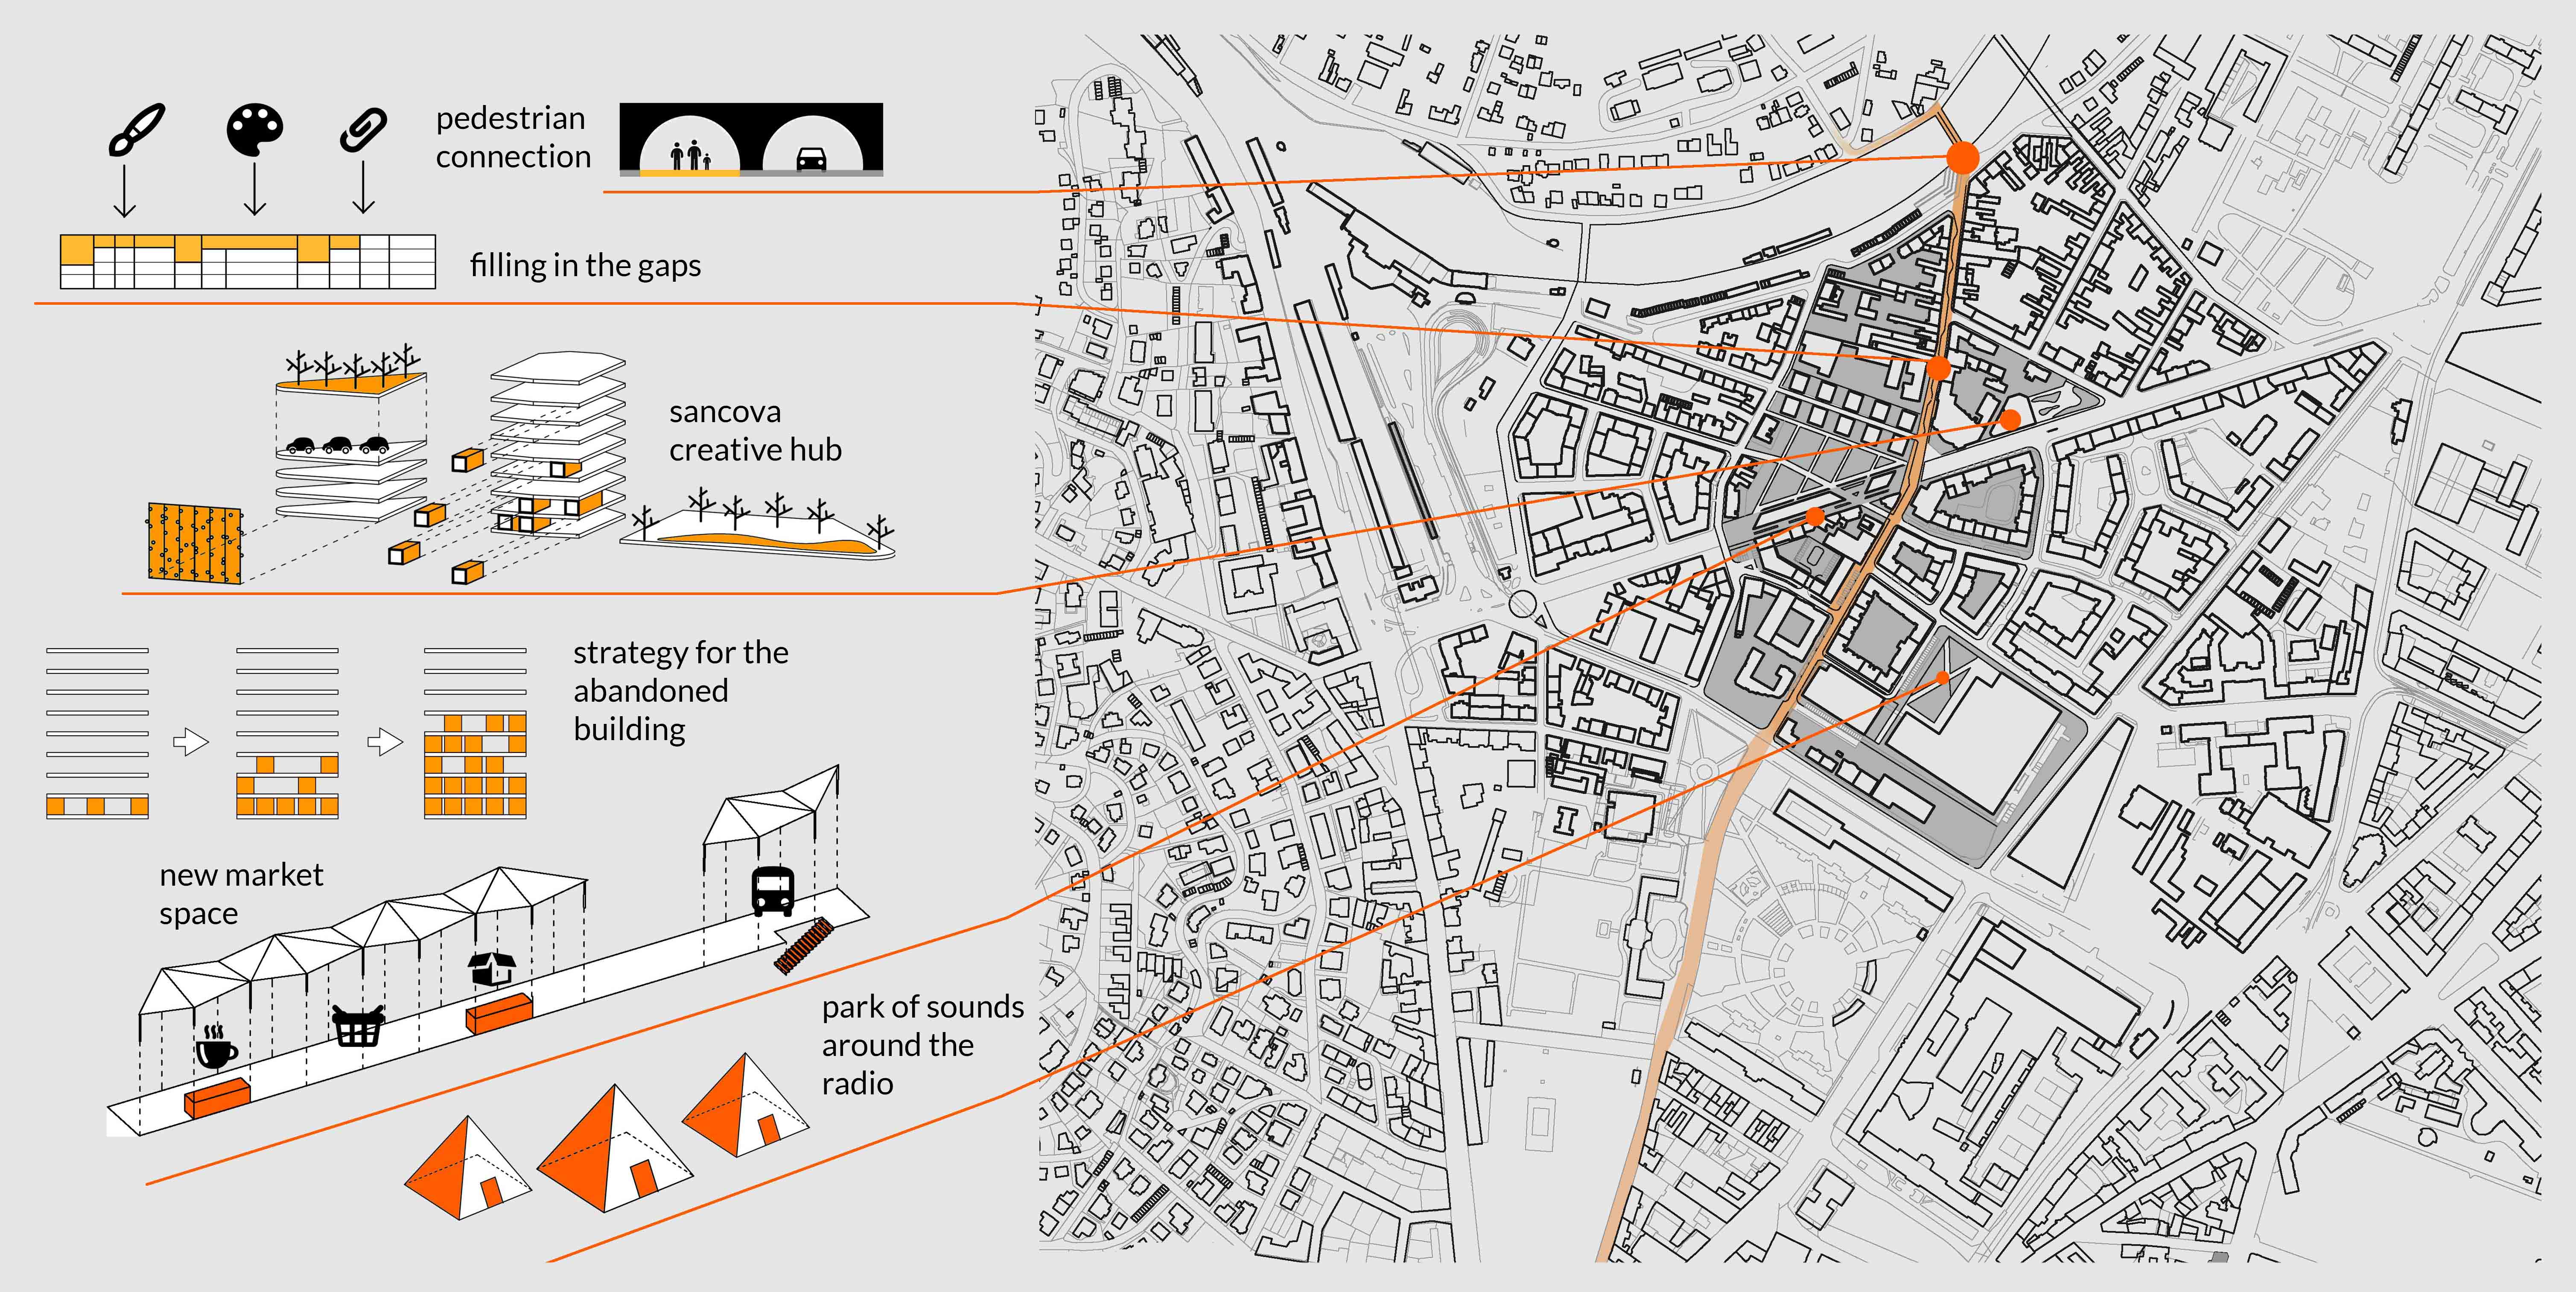 pedestrian
connection
filling in the gaps
sancova
creative hub
strategy for the
abandoned
building
new market
space
park of sounds
around the
radio